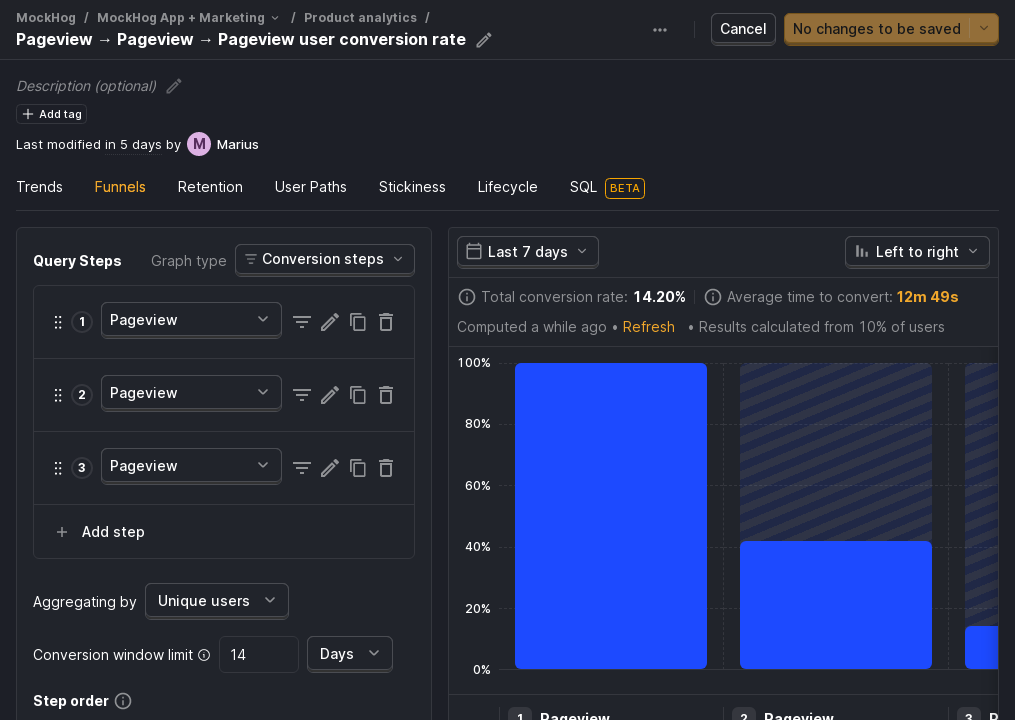 MockHog / MockHog App + Marketing / Product analytics /
Pageview → Pageview → Pageview user conversion rate
Cancel
No changes to be saved
Description (optional)
Add tag
Last modified in 5 days by M Marius
Trends Funnels Retention User Paths Stickiness Lifecycle SQL BETA
Query Steps Graph type Conversion steps
1 Pageview
2 Pageview
3 Pageview
+ Add step
Aggregating by Unique users
Conversion window limit 14 Days
Step order
Last 7 days
Left to right
Total conversion rate: 14.20% Average time to convert: 12m 49s
Computed a while ago • Refresh • Results calculated from 10% of users
100%
80%
60%
40%
20%
0%
1 Pageview 2 Pageview 3 P